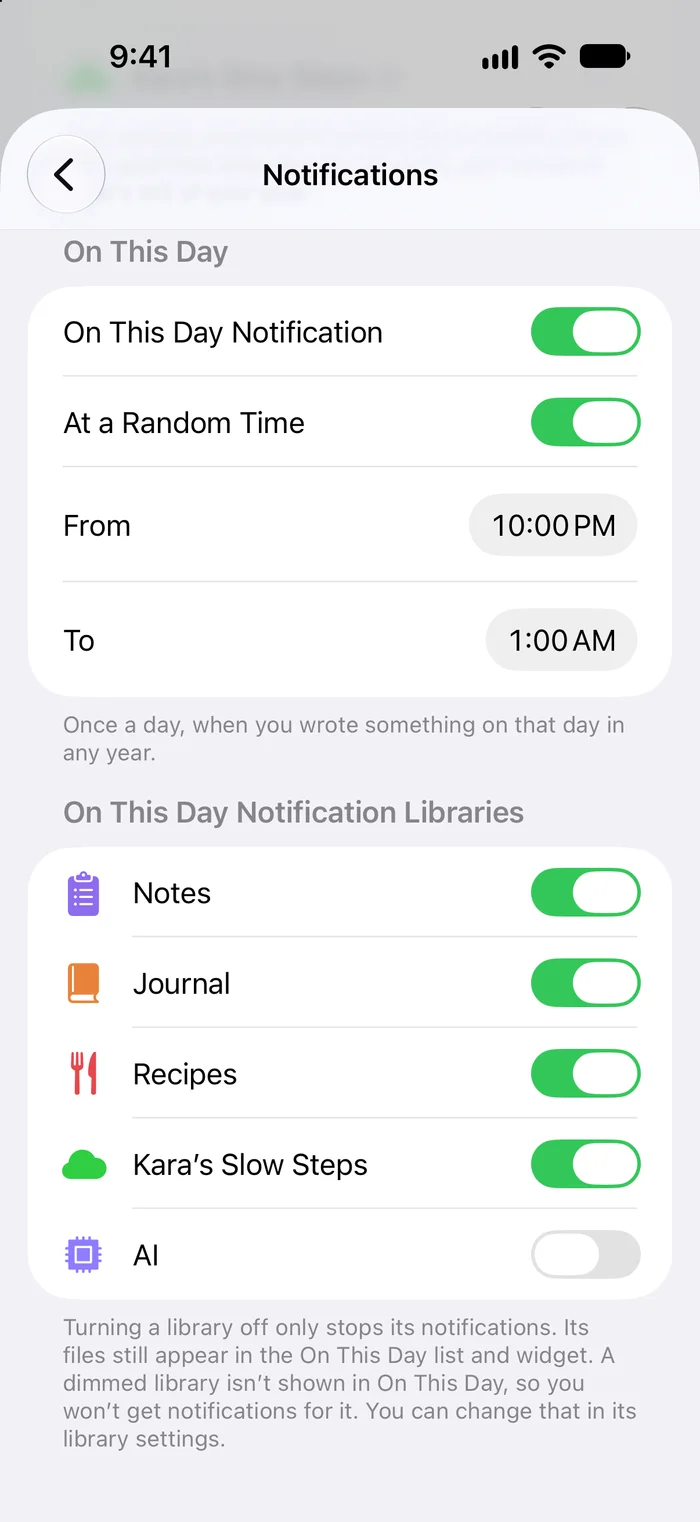 9:41
Notifications
On This Day
On This Day Notification
At a Random Time
From
10:00 PM
To
1:00 AM
Once a day, when you wrote something on that day in
any year.
On This Day Notification Libraries
Notes
Journal
Recipes
Kara’s Slow Steps
AI
Turning a library off only stops its notifications. Its
files still appear in the On This Day list and widget. A
dimmed library isn’t shown in On This Day, so you
won’t get notifications for it. You can change that in its
library settings.